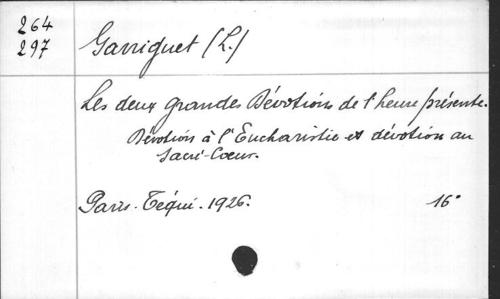 264
297
Garriguet (L.)
Les deux grandes Dévotions de l'heure présente.
Dévotion à l'Eucharistie et dévotion au
Sacré-Coeur.
Paris. Téqui. 1926. 16°